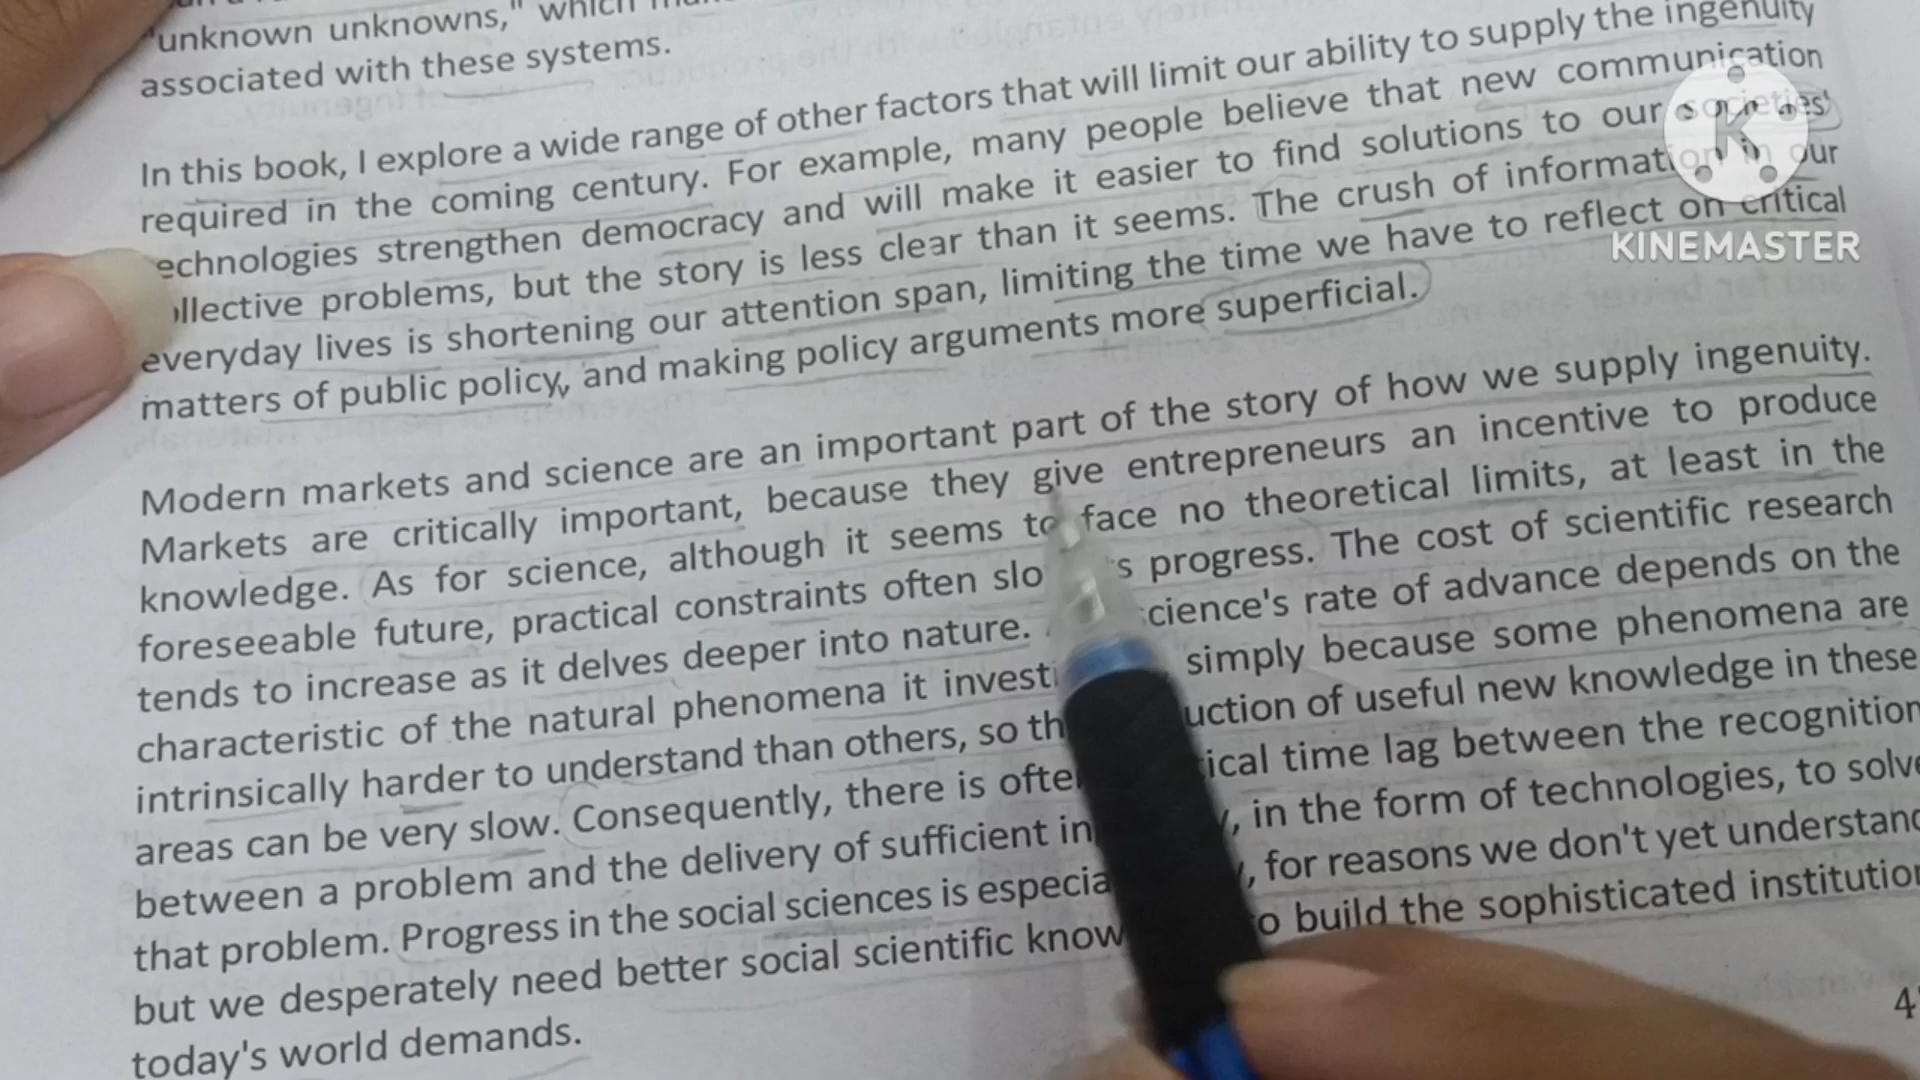 "unknown unknowns," which
associated with these systems.
In this book, I explore a wide range of other factors that will limit our ability to supply the ingenuity
required in the coming century. For example, many people believe that new communication
echnologies strengthen democracy and will make it easier to find solutions to our societies'
ollective problems, but the story is less clear than it seems. The crush of information in our
everyday lives is shortening our attention span, limiting the time we have to reflect on critical
matters of public policy, and making policy arguments more superficial.
Modern markets and science are an important part of the story of how we supply ingenuity.
Markets are critically important, because they give entrepreneurs an incentive to produce
knowledge. As for science, although it seems to face no theoretical limits, at least in the
foreseeable future, practical constraints often slo s progress. The cost of scientific research
tends to increase as it delves deeper into nature. cience's rate of advance depends on the
characteristic of the natural phenomena it investi simply because some phenomena are
intrinsically harder to understand than others, so th uction of useful new knowledge in these
areas can be very slow. Consequently, there is ofte ical time lag between the recognition
between a problem and the delivery of sufficient in , in the form of technologies, to solve
that problem. Progress in the social sciences is especia , for reasons we don't yet understand
but we desperately need better social scientific know o build the sophisticated institution
today's world demands.
K
KINEMASTER